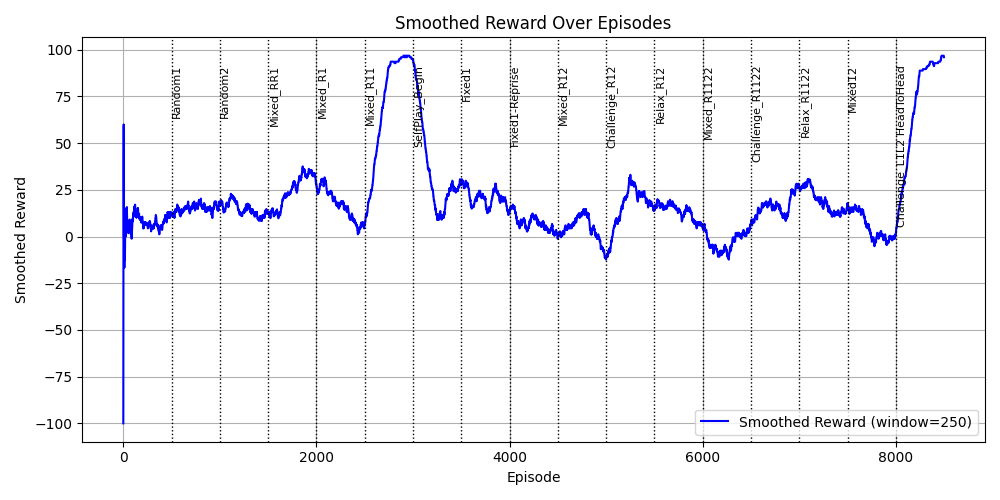 Smoothed Reward Over Episodes
100
75
50
25
0
−25
−50
−75
−100
Smoothed Reward
Random1
Random2
Mixed_RR1
Mixed_R1
Mixed_R11
SelfPlay_Begin
Fixed1
Fixed1-Reprise
Mixed_R12
Challenge_R12
Relax_R12
Mixed_R1122
Challenge_R1122
Relax_R1122
Mixed12
Challenge_L1L2 HeadToHead
Smoothed Reward (window=250)
0
2000
4000
6000
8000
Episode